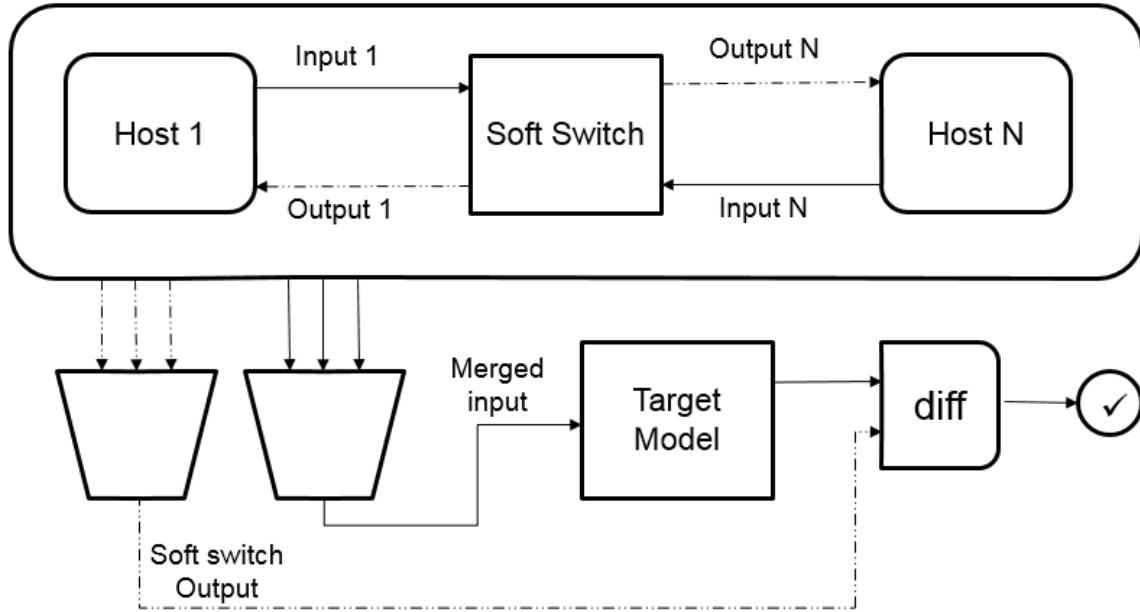 Input 1
Output N
Host 1
Soft Switch
Host N
Output 1
Input N
Merged
input
Target
Model
diff
✓
Soft switch
Output